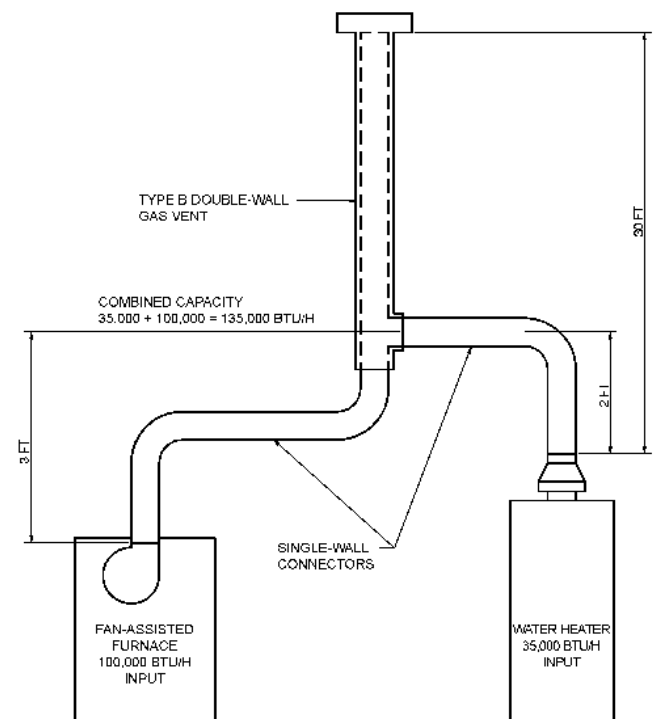 TYPE B DOUBLE-WALL
GAS VENT
30 FT
COMBINED CAPACITY
35.000 + 100,000 = 135,000 BTU/H
3 FT
2 FT
SINGLE-WALL
CONNECTORS
FAN-ASSISTED
FURNACE
100,000 BTU/H
INPUT
WATER HEATER
35,000 BTU/H
INPUT